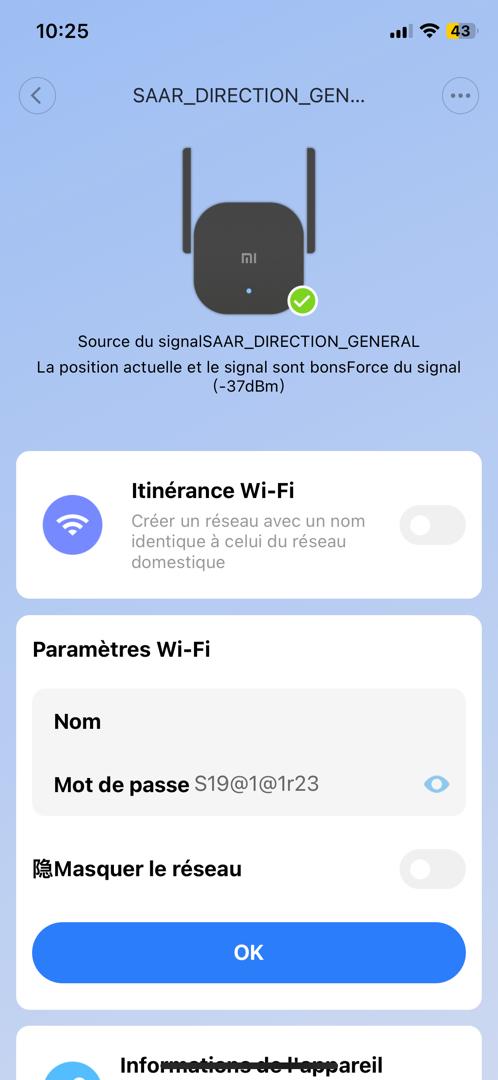 10:25
43
SAAR_DIRECTION_GEN...
mi
Source du signalSAAR_DIRECTION_GENERAL
La position actuelle et le signal sont bonsForce du signal
(-37dBm)
Itinérance Wi-Fi
Créer un réseau avec un nom
identique à celui du réseau
domestique
Paramètres Wi-Fi
Nom
Mot de passe S19@1@1r23
隐Masquer le réseau
OK
Informations de l'appareil